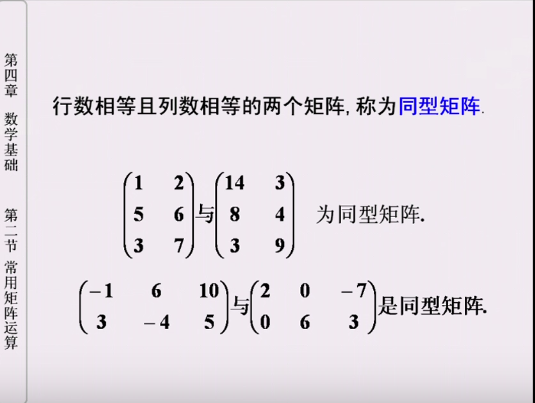 第四章 数学基础 第二节 常用矩阵运算
行数相等且列数相等的两个矩阵,称为同型矩阵.
1 2 14 3
5 6 与 8 4 为同型矩阵.
3 7 3 9
-1 6 10 与 2 0 -7 是同型矩阵.
3 -4 5 0 6 3